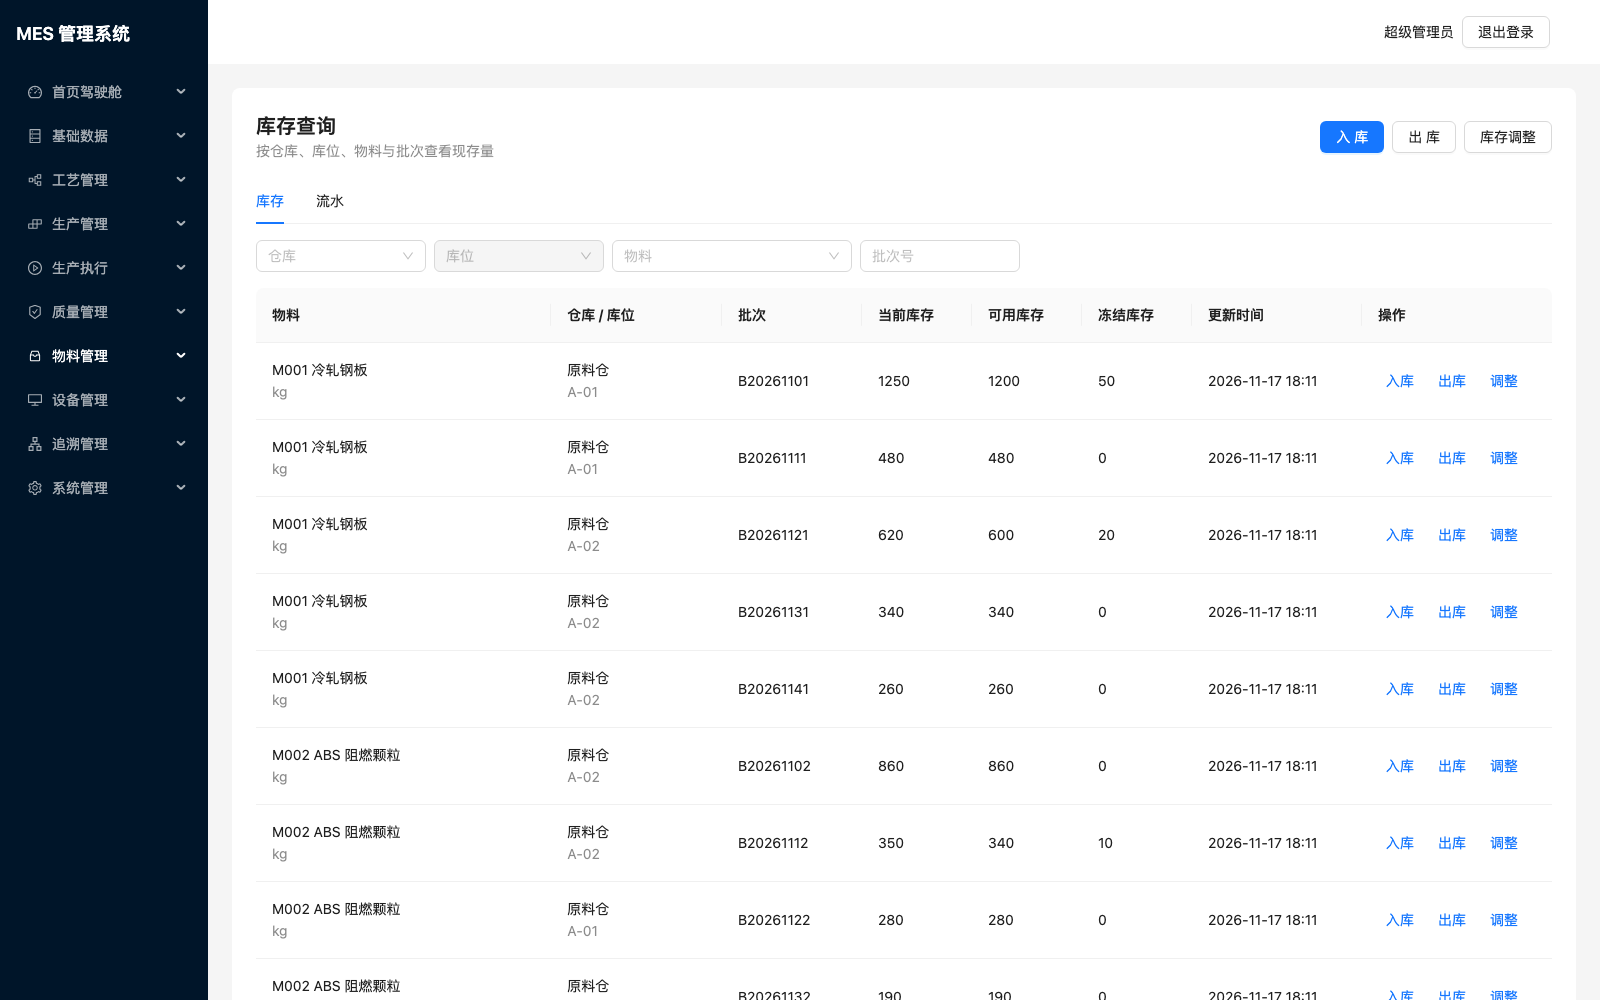 MES 管理系统
首页驾驶舱
基础数据
工艺管理
生产管理
生产执行
质量管理
物料管理
设备管理
追溯管理
系统管理
超级管理员 退出登录
库存查询
按仓库、库位、物料与批次查看现存量
入 库 出 库 库存调整
库存 流水
仓库 库位 物料 批次号
物料 仓库 / 库位 批次 当前库存 可用库存 冻结库存 更新时间 操作
M001 冷轧钢板 原料仓
kg A-01 B20261101 1250 1200 50 2026-11-17 18:11 入库 出库 调整
M001 冷轧钢板 原料仓
kg A-01 B20261111 480 480 0 2026-11-17 18:11 入库 出库 调整
M001 冷轧钢板 原料仓
kg A-02 B20261121 620 600 20 2026-11-17 18:11 入库 出库 调整
M001 冷轧钢板 原料仓
kg A-02 B20261131 340 340 0 2026-11-17 18:11 入库 出库 调整
M001 冷轧钢板 原料仓
kg A-02 B20261141 260 260 0 2026-11-17 18:11 入库 出库 调整
M002 ABS 阻燃颗粒 原料仓
kg A-02 B20261102 860 860 0 2026-11-17 18:11 入库 出库 调整
M002 ABS 阻燃颗粒 原料仓
kg A-02 B20261112 350 340 10 2026-11-17 18:11 入库 出库 调整
M002 ABS 阻燃颗粒 原料仓
kg A-01 B20261122 280 280 0 2026-11-17 18:11 入库 出库 调整
M002 ABS 阻燃颗粒 原料仓
B20261132 190 190 0 2026-11-17 18:11 入库 出库 调整